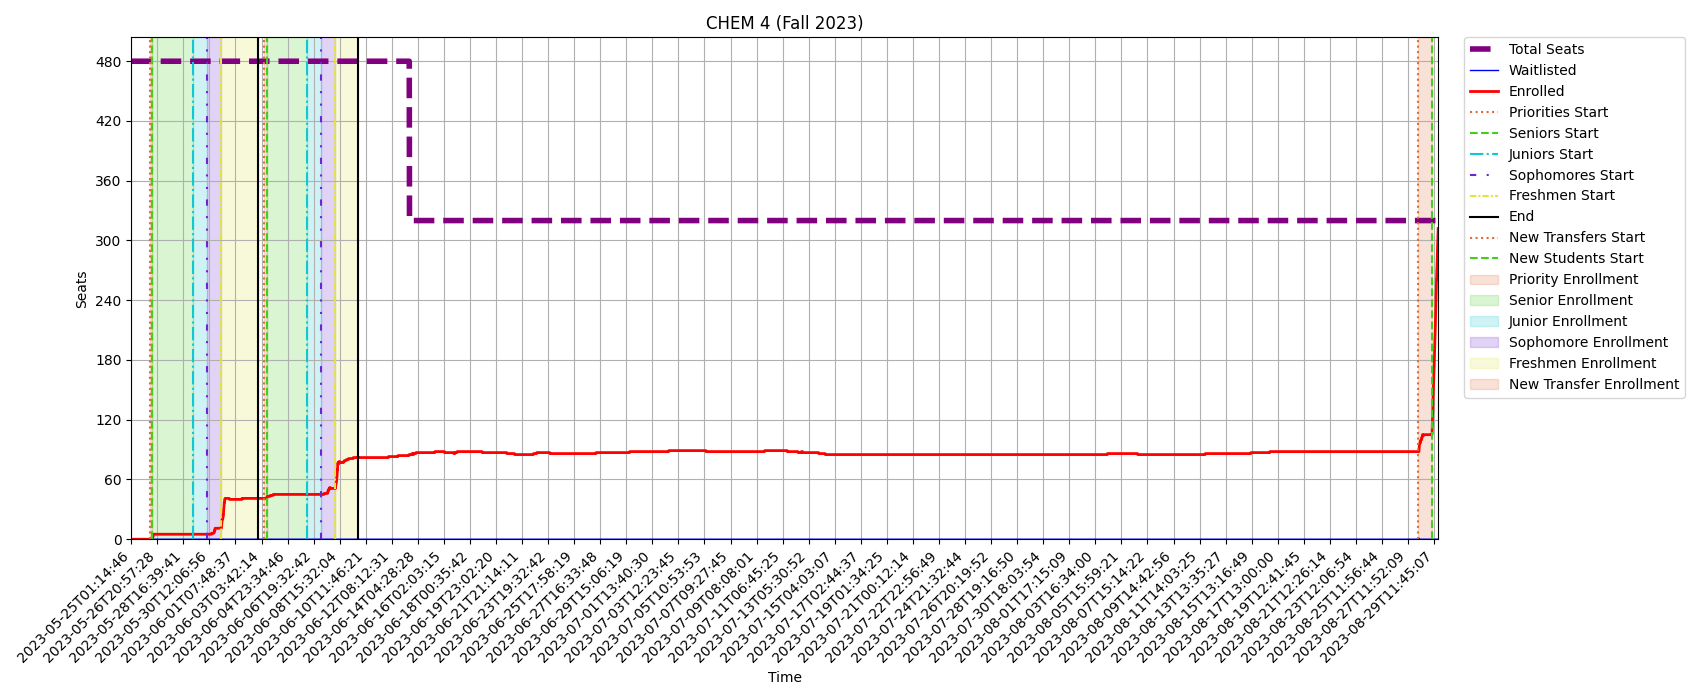 CHEM 4 (Fall 2023)
Seats
480
420
360
300
240
180
120
60
0
2023-05-25T01:14:46
2023-05-26T20:57:28
2023-05-28T16:39:41
2023-05-30T12:06:56
2023-06-01T07:48:37
2023-06-03T03:42:14
2023-06-04T23:34:46
2023-06-06T19:32:42
2023-06-08T15:32:04
2023-06-10T11:46:21
2023-06-12T08:12:31
2023-06-14T04:28:28
2023-06-16T02:03:15
2023-06-18T00:35:42
2023-06-19T23:02:20
2023-06-21T21:14:11
2023-06-23T19:32:42
2023-06-25T17:58:19
2023-06-27T16:33:48
2023-06-29T15:06:19
2023-07-01T13:40:30
2023-07-03T12:23:45
2023-07-05T10:53:53
2023-07-07T09:27:45
2023-07-09T08:08:01
2023-07-11T06:45:25
2023-07-13T05:30:52
2023-07-15T04:03:07
2023-07-17T02:44:37
2023-07-19T01:34:25
2023-07-21T00:12:14
2023-07-22T22:56:49
2023-07-24T21:32:44
2023-07-26T20:19:52
2023-07-28T19:16:50
2023-07-30T18:03:54
2023-08-01T17:15:09
2023-08-03T16:34:00
2023-08-05T15:59:21
2023-08-07T15:14:22
2023-08-09T14:42:56
2023-08-11T14:03:25
2023-08-13T13:35:27
2023-08-15T13:16:49
2023-08-17T13:00:00
2023-08-19T12:41:45
2023-08-21T12:26:14
2023-08-23T12:06:54
2023-08-25T11:56:44
2023-08-27T11:52:09
2023-08-29T11:45:07
Time
Total Seats
Waitlisted
Enrolled
Priorities Start
Seniors Start
Juniors Start
Sophomores Start
Freshmen Start
End
New Transfers Start
New Students Start
Priority Enrollment
Senior Enrollment
Junior Enrollment
Sophomore Enrollment
Freshmen Enrollment
New Transfer Enrollment